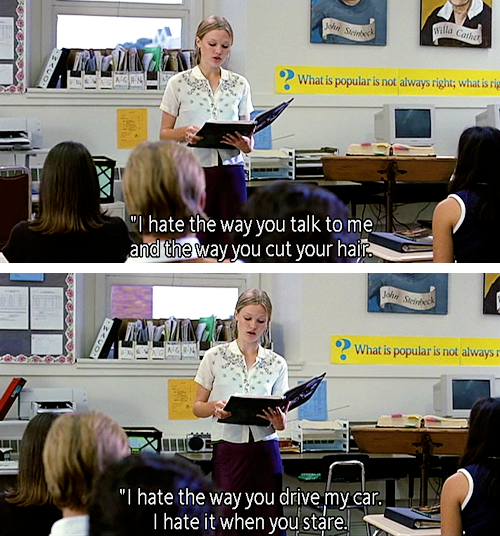 John Steinbeck
Willa Cather
? What is popular is not always right; what is rig
"I hate the way you talk to me
and the way you cut your hair.
John Steinbeck
? What is popular is not always r
"I hate the way you drive my car.
I hate it when you stare.